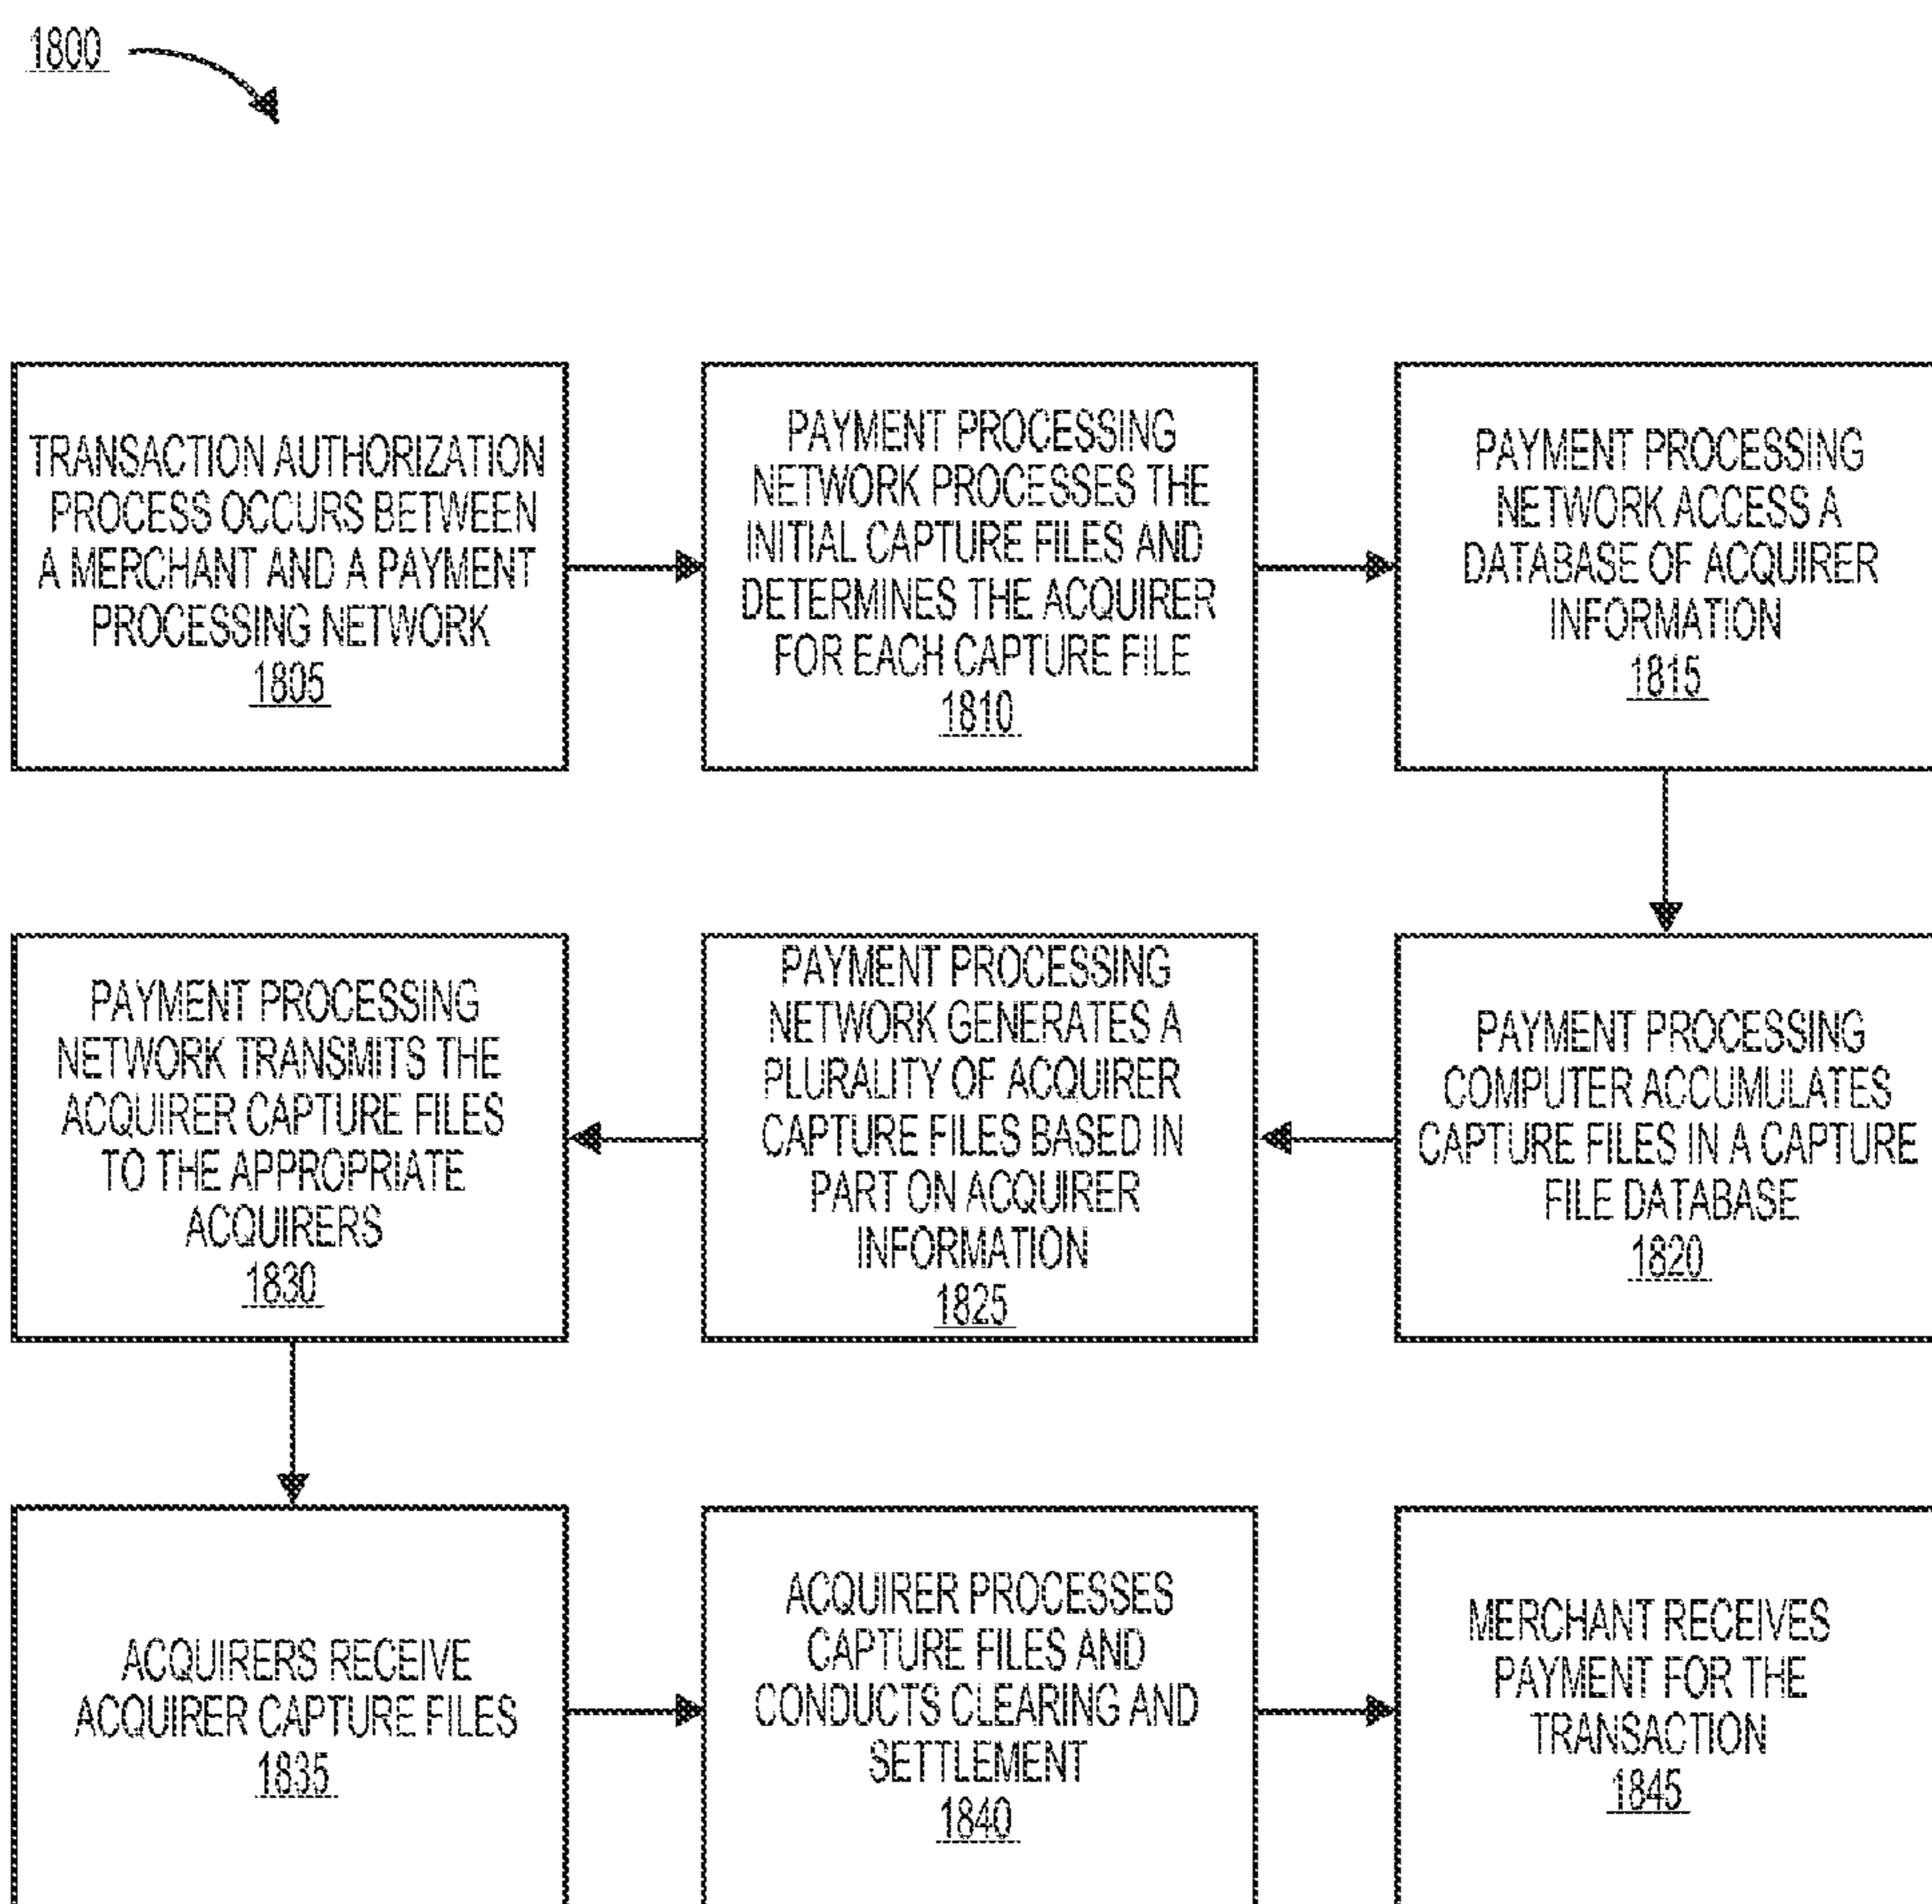 1800
TRANSACTION AUTHORIZATION
PROCESS OCCURS BETWEEN
A MERCHANT AND A PAYMENT
PROCESSING NETWORK
1805
PAYMENT PROCESSING
NETWORK PROCESSES THE
INITIAL CAPTURE FILES AND
DETERMINES THE ACQUIRER
FOR EACH CAPTURE FILE
1810
PAYMENT PROCESSING
NETWORK ACCESS A
DATABASE OF ACQUIRER
INFORMATION
1815
PAYMENT PROCESSING
COMPUTER ACCUMULATES
CAPTURE FILES IN A CAPTURE
FILE DATABASE
1820
PAYMENT PROCESSING
NETWORK GENERATES A
PLURALITY OF ACQUIRER
CAPTURE FILES BASED IN
PART ON ACQUIRER
INFORMATION
1825
PAYMENT PROCESSING
NETWORK TRANSMITS THE
ACQUIRER CAPTURE FILES
TO THE APPROPRIATE
ACQUIRERS
1830
ACQUIRERS RECEIVE
ACQUIRER CAPTURE FILES
1835
ACQUIRER PROCESSES
CAPTURE FILES AND
CONDUCTS CLEARING AND
SETTLEMENT
1840
MERCHANT RECEIVES
PAYMENT FOR THE
TRANSACTION
1845